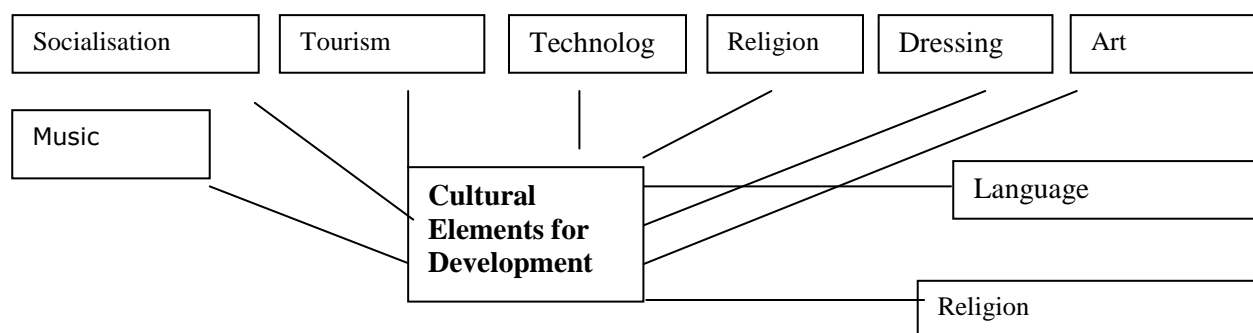 Socialisation
Tourism
Technolog
Religion
Dressing
Art
Music
Cultural
Elements for
Development
Language
Religion